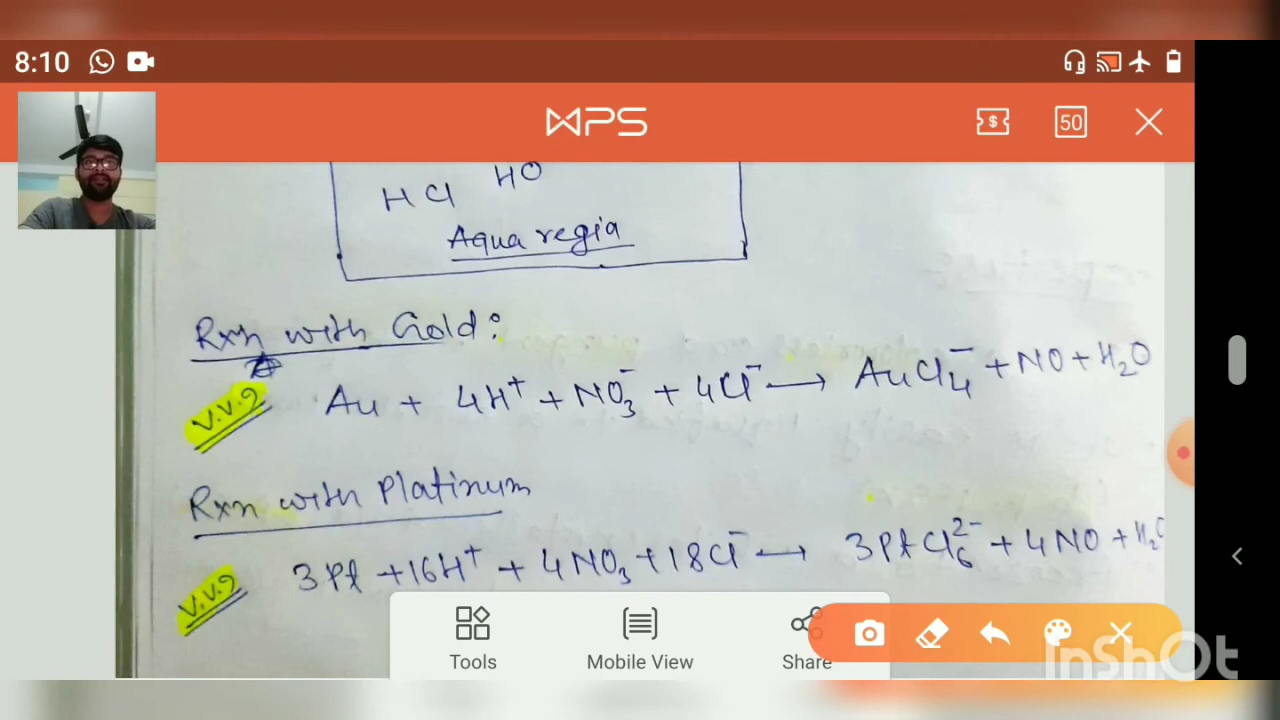 8:10
WPS
50
HCl HO
Aqua regia
Rxn with Gold:
V.V.? Au + 4H⁺ + NO₃⁻ + 4Cl⁻ → AuCl₄⁻ + NO + H₂O
Rxn with Platinum
V.V.? 3Pt + 16H⁺ + 4NO₃ + 18Cl⁻ → 3PtCl₆²⁻ + 4NO + H₂O
Tools Mobile View Share
InShOt